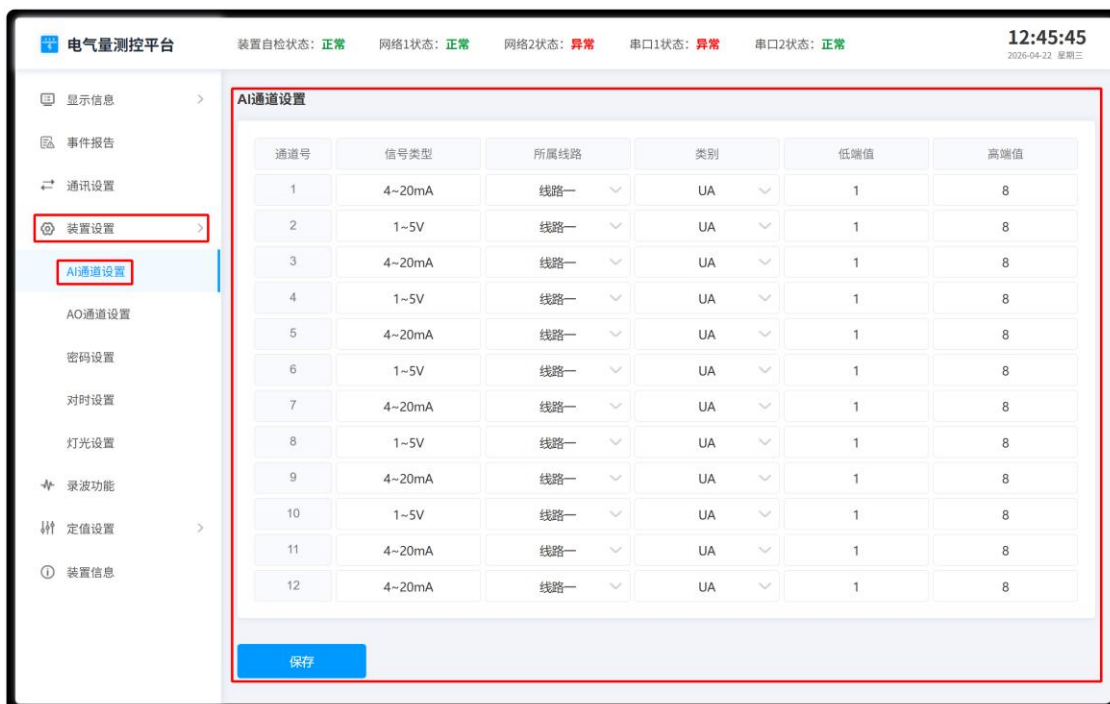 电气量测控平台 装置自检状态：正常 网络1状态：正常 网络2状态：异常 串口1状态：异常 串口2状态：正常 12:45:45
2026-04-22 星期三
显示信息
事件报告
通讯设置
装置设置
AI通道设置
AO通道设置
密码设置
对时设置
灯光设置
录波功能
定值设置
装置信息
AI通道设置
通道号 信号类型 所属线路 类别 低端值 高端值
1 4~20mA 线路一 UA 1 8
2 1~5V 线路一 UA 1 8
3 4~20mA 线路一 UA 1 8
4 1~5V 线路一 UA 1 8
5 4~20mA 线路一 UA 1 8
6 1~5V 线路一 UA 1 8
7 4~20mA 线路一 UA 1 8
8 1~5V 线路一 UA 1 8
9 4~20mA 线路一 UA 1 8
10 1~5V 线路一 UA 1 8
11 4~20mA 线路一 UA 1 8
12 4~20mA 线路一 UA 1 8
保存